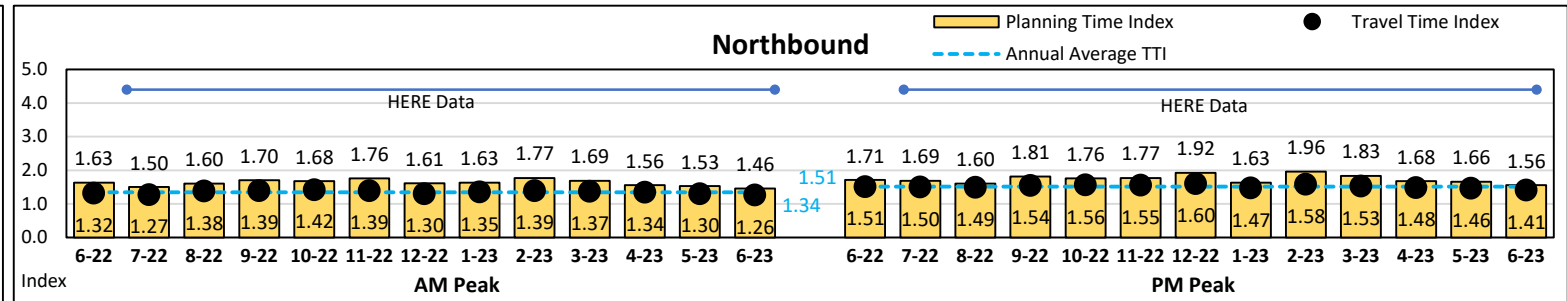 Northbound
Planning Time Index
Travel Time Index
Annual Average TTI
5.0
4.0
3.0
2.0
1.0
0.0
Index
HERE Data
HERE Data
1.63 1.50 1.60 1.70 1.68 1.76 1.61 1.63 1.77 1.69 1.56 1.53 1.46
1.71 1.69 1.60 1.81 1.76 1.77 1.92 1.63 1.96 1.83 1.68 1.66 1.56
1.51
1.34
1.32 1.27 1.38 1.39 1.42 1.39 1.30 1.35 1.39 1.37 1.34 1.30 1.26
1.51 1.50 1.49 1.54 1.56 1.55 1.60 1.47 1.58 1.53 1.48 1.46 1.41
6-22 7-22 8-22 9-22 10-22 11-22 12-22 1-23 2-23 3-23 4-23 5-23 6-23
6-22 7-22 8-22 9-22 10-22 11-22 12-22 1-23 2-23 3-23 4-23 5-23 6-23
AM Peak
PM Peak